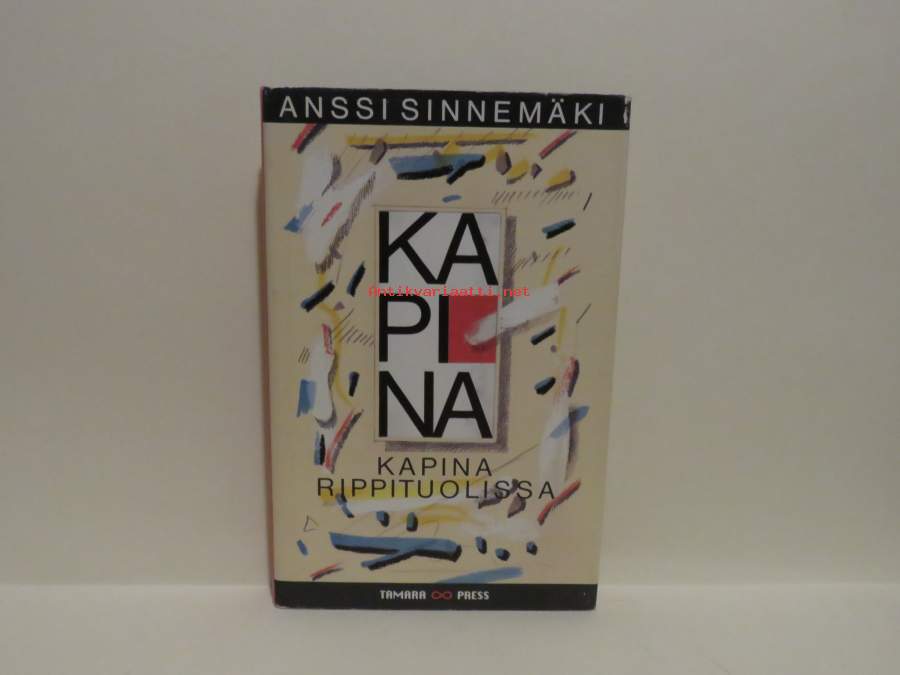 ANSSI SINNEMÄKI
KA
Antikvariaatti.net
PI
NA
KAPINA
RIPPITUOLISSA
TAMARA ∞ PRESS